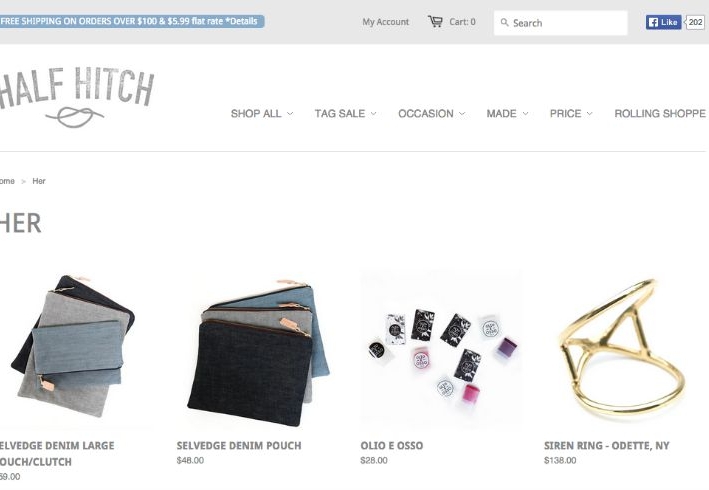 FREE SHIPPING ON ORDERS OVER $100 & $5.99 flat rate *Details
My Account Cart: 0 Search Like 202
HALF HITCH
SHOP ALL TAG SALE OCCASION MADE PRICE ROLLING SHOPPE
ome > Her
HER
ELVEDGE DENIM LARGE
OUCH/CLUTCH
59.00
SELVEDGE DENIM POUCH
$48.00
OLIO E OSSO
$28.00
SIREN RING - ODETTE, NY
$138.00